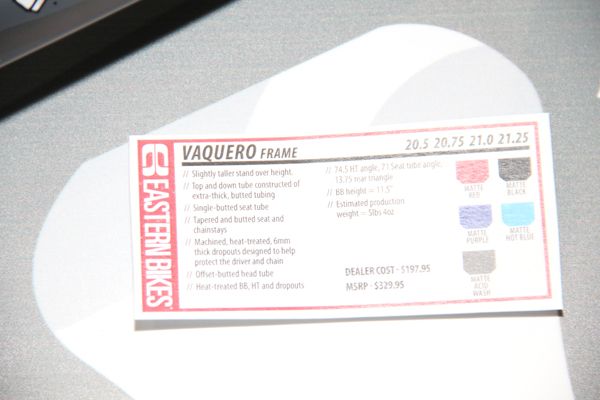 EASTERN BIKES
VAQUERO FRAME
20.5 20.75 21.0 21.25
// Slightly taller stand over height
// Top and down tube constructed of
extra-thick, butted tubing
// Single-butted seat tube
// Tapered and butted seat and
chainstays
// Machined, heat-treated, 6mm
thick dropouts designed to help
protect the driver and chain
// Offset-butted head tube
// Heat-treated BB, HT and dropouts
// 74.5 HT angle, 71 Seat tube angle,
13.75 rear triangle
// BB height = 11.5"
// Estimated production
weight = 5lbs 4oz
DEALER COST - $197.95
MSRP - $329.95
MATTE
RED
MATTE
BLACK
MATTE
PURPLE
MATTE
HOT BLUE
MATTE
ACID
WASH